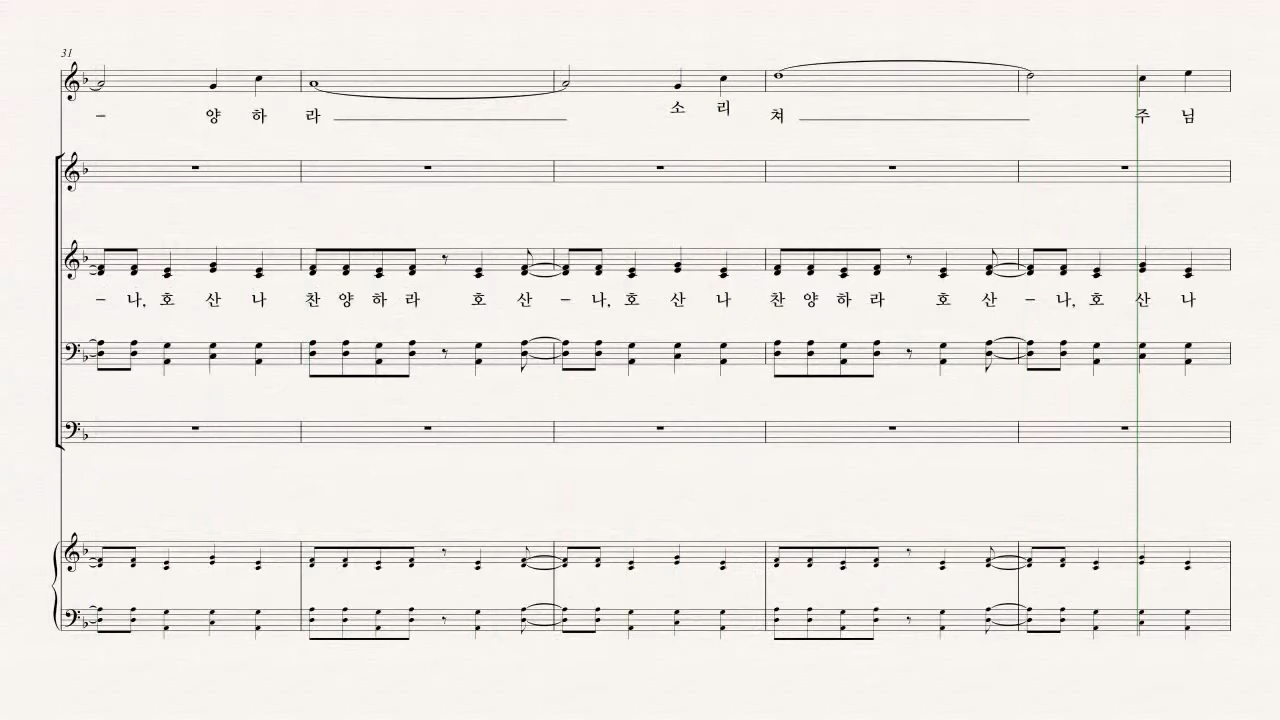 31
– 양 하 라 소 리 쳐 주 님
– 나, 호 산 나 찬 양 하 라 호 산 – 나, 호 산 나 찬 양 하 라 호 산 – 나, 호 산 나